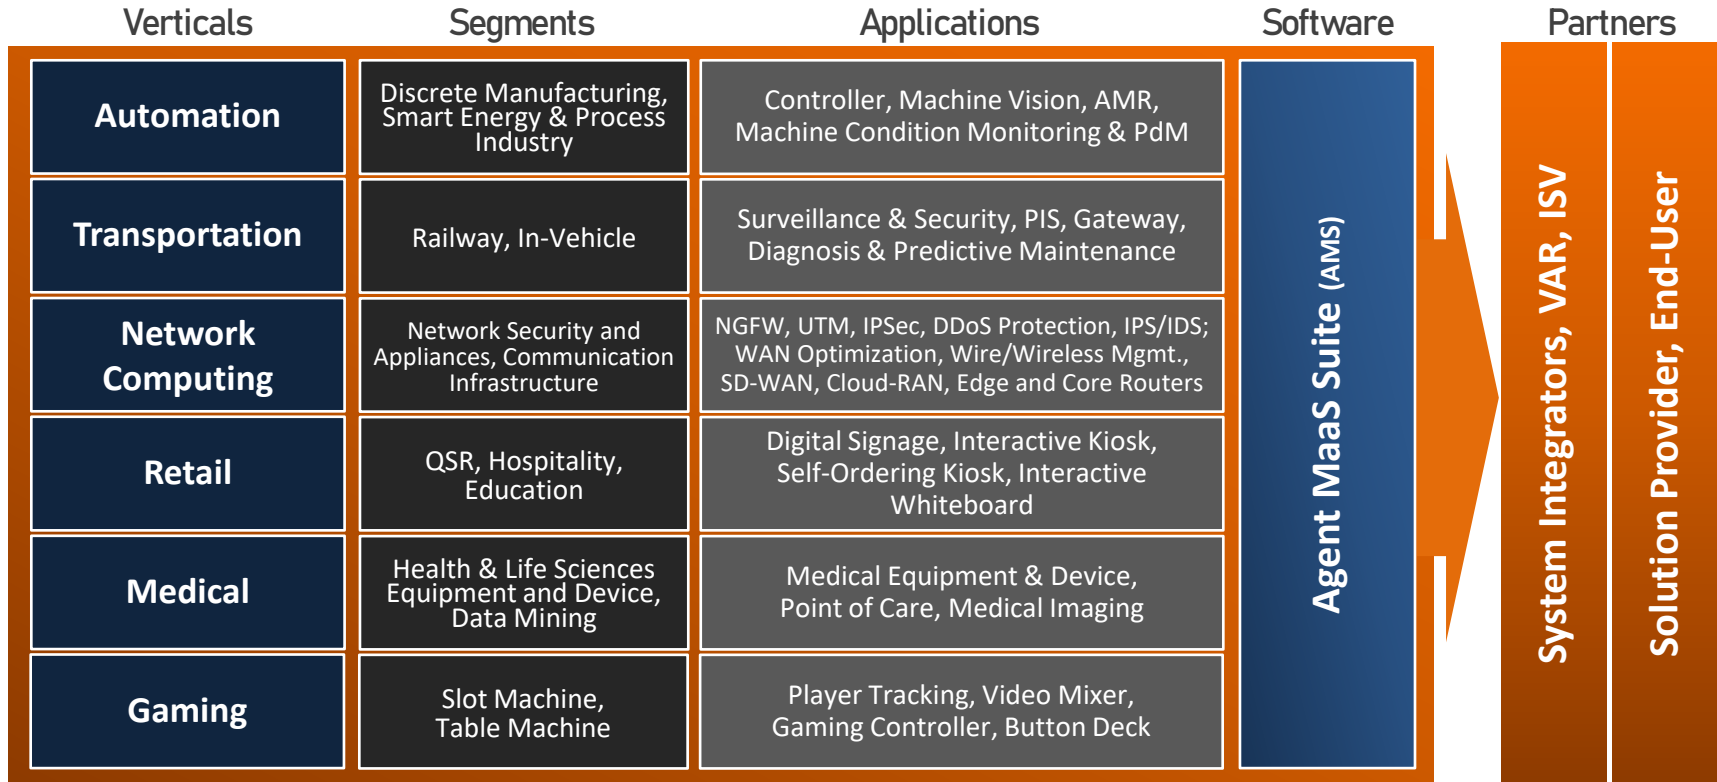 Verticals
Segments
Applications
Software
Partners
Automation
Discrete Manufacturing,
Smart Energy & Process
Industry
Controller, Machine Vision, AMR,
Machine Condition Monitoring & PdM
Transportation
Railway, In-Vehicle
Surveillance & Security, PIS, Gateway,
Diagnosis & Predictive Maintenance
Network
Computing
Network Security and
Appliances, Communication
Infrastructure
NGFW, UTM, IPSec, DDoS Protection, IPS/IDS;
WAN Optimization, Wire/Wireless Mgmt.,
SD-WAN, Cloud-RAN, Edge and Core Routers
Retail
QSR, Hospitality,
Education
Digital Signage, Interactive Kiosk,
Self-Ordering Kiosk, Interactive
Whiteboard
Medical
Health & Life Sciences
Equipment and Device,
Data Mining
Medical Equipment & Device,
Point of Care, Medical Imaging
Gaming
Slot Machine,
Table Machine
Player Tracking, Video Mixer,
Gaming Controller, Button Deck
Agent MaaS Suite (AMS)
System Integrators, VAR, ISV
Solution Provider, End-User